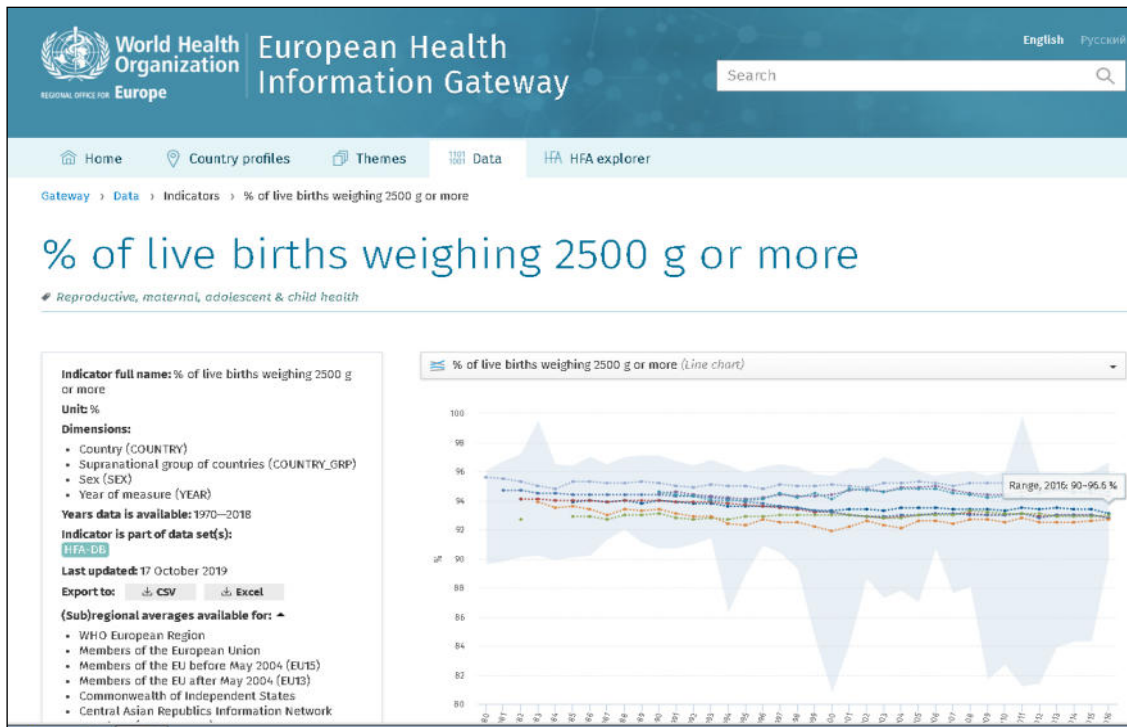 World Health
Organization
REGIONAL OFFICE FOR Europe
European Health
Information Gateway
English Русский
Search
Home Country profiles Themes 1101 1001 Data HFA HFA explorer
Gateway › Data › Indicators › % of live births weighing 2500 g or more
% of live births weighing 2500 g or more
Reproductive, maternal, adolescent & child health
Indicator full name: % of live births weighing 2500 g
or more
Unit: %
Dimensions:
• Country (COUNTRY)
• Supranational group of countries (COUNTRY_GRP)
• Sex (SEX)
• Year of measure (YEAR)
Years data is available: 1970—2018
Indicator is part of data set(s):
HFA-DB
Last updated: 17 October 2019
Export to: CSV Excel
(Sub)regional averages available for:
• WHO European Region
• Members of the European Union
• Members of the EU before May 2004 (EU15)
• Members of the EU after May 2004 (EU13)
• Commonwealth of Independent States
• Central Asian Republics Information Network
% of live births weighing 2500 g or more (Line chart)
100
98
96
Range, 2016: 90–96.6 %
94
92
%
90
88
86
84
82
80